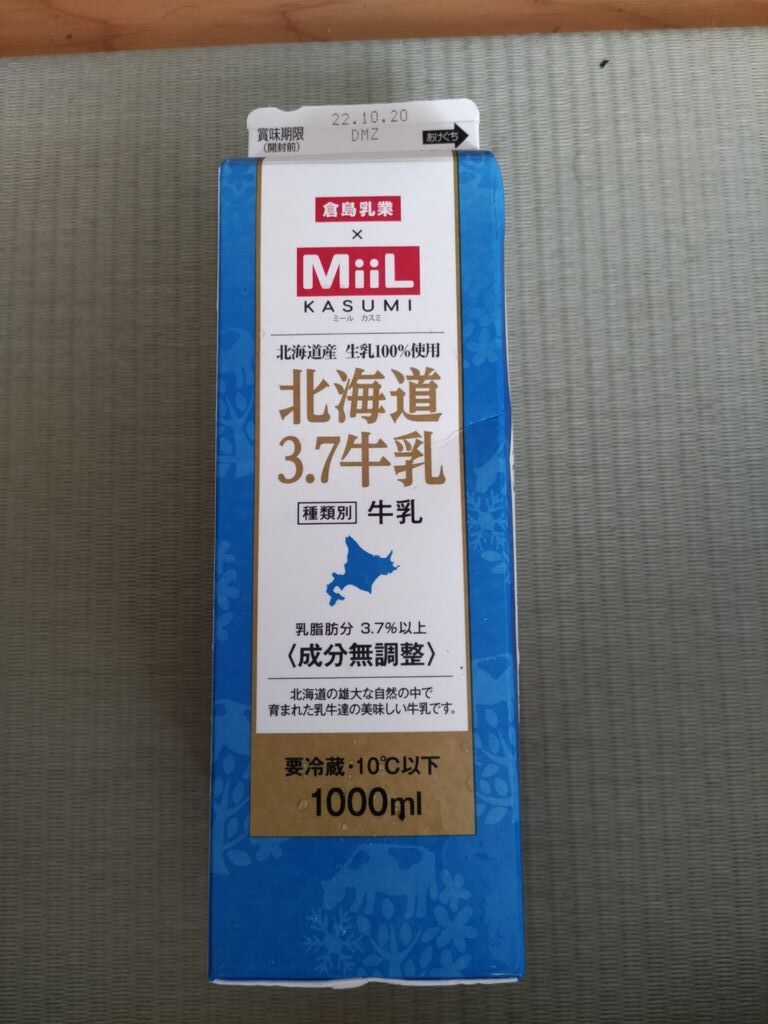 22.10.20
賞味期限
(開封前)
DMZ
あけぐち
倉島乳業
×
MiiL
KASUMI
ミール カスミ
北海道産 生乳100%使用
北海道
3.7牛乳
種類別 牛乳
乳脂肪分 3.7%以上
〈成分無調整〉
北海道の雄大な自然の中で
育まれた乳牛達の美味しい牛乳です。
要冷蔵・10℃以下
1000ml